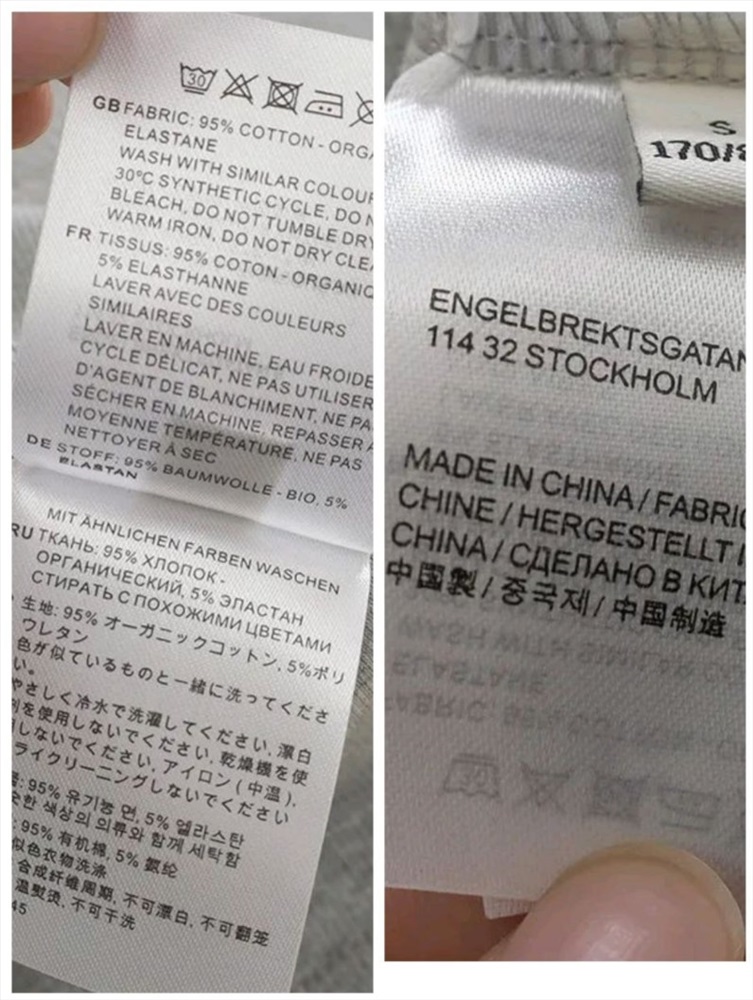 30
GB FABRIC: 95% COTTON - ORGA
ELASTANE
WASH WITH SIMILAR COLOUR
30°C SYNTHETIC CYCLE, DO N
BLEACH, DO NOT TUMBLE DRY
WARM IRON, DO NOT DRY CLEA
FR TISSUS: 95% COTON - ORGANIQ
5% ELASTHANNE
LAVER AVEC DES COULEURS
SIMILAIRES
LAVER EN MACHINE, EAU FROIDE
CYCLE DÉLICAT, NE PAS UTILISER
D'AGENT DE BLANCHIMENT, NE PA
SÉCHER EN MACHINE, REPASSER À
MOYENNE TEMPÉRATURE, NE PAS
NETTOYER À SEC
DE STOFF: 95% BAUMWOLLE - BIO, 5%
ELASTAN
MIT ÄHNLICHEN FARBEN WASCHEN
RU ТКАНЬ: 95% ХЛОПОК -
ОРГАНИЧЕСКИЙ, 5% ЭЛАСТАН
СТИРАТЬ С ПОХОЖИМИ ЦВЕТАМИ
生地: 95% オーガニックコットン, 5%ポリ
ウレタン
色が似ているものと一緒に洗ってくださ
い。
やさしく冷水で洗濯してください, 漂白
剤を使用しないでください, 乾燥機を使
用しないでください, アイロン (中温),
ライクリーニングしないでください
: 95% 유기농 면, 5% 엘라스탄
슷한 색상의 의류와 함께 세탁함
: 95% 有机棉, 5% 氨纶
似色衣物洗涤
合成纤维周期, 不可漂白, 不可翻笼
温熨烫, 不可干洗
45
S
170/8
ENGELBREKTSGATAN
114 32 STOCKHOLM
MADE IN CHINA / FABRIQ
CHINE / HERGESTELLT I
CHINA / СДЕЛАНО В КИТ
中国製 / 중국제 / 中国制造